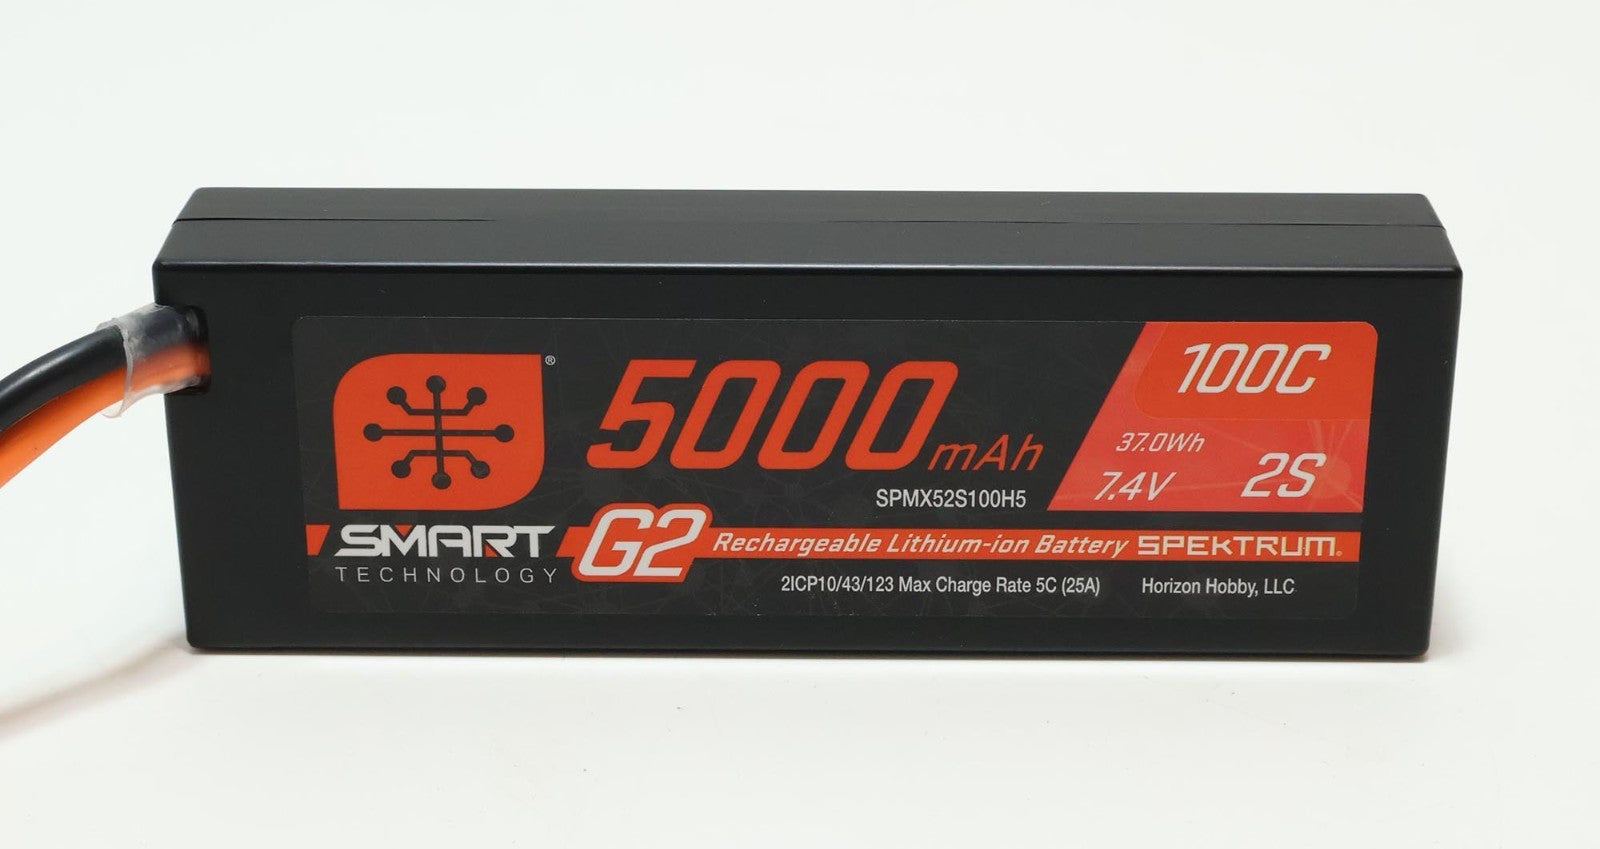 ®
5000mAh
100C
37.0Wh
7.4V 2S
SPMX52S100H5
SMART
TECHNOLOGY
G2 Rechargeable Lithium-ion Battery SPEKTRUM®
2ICP10/43/123 Max Charge Rate 5C (25A) Horizon Hobby, LLC